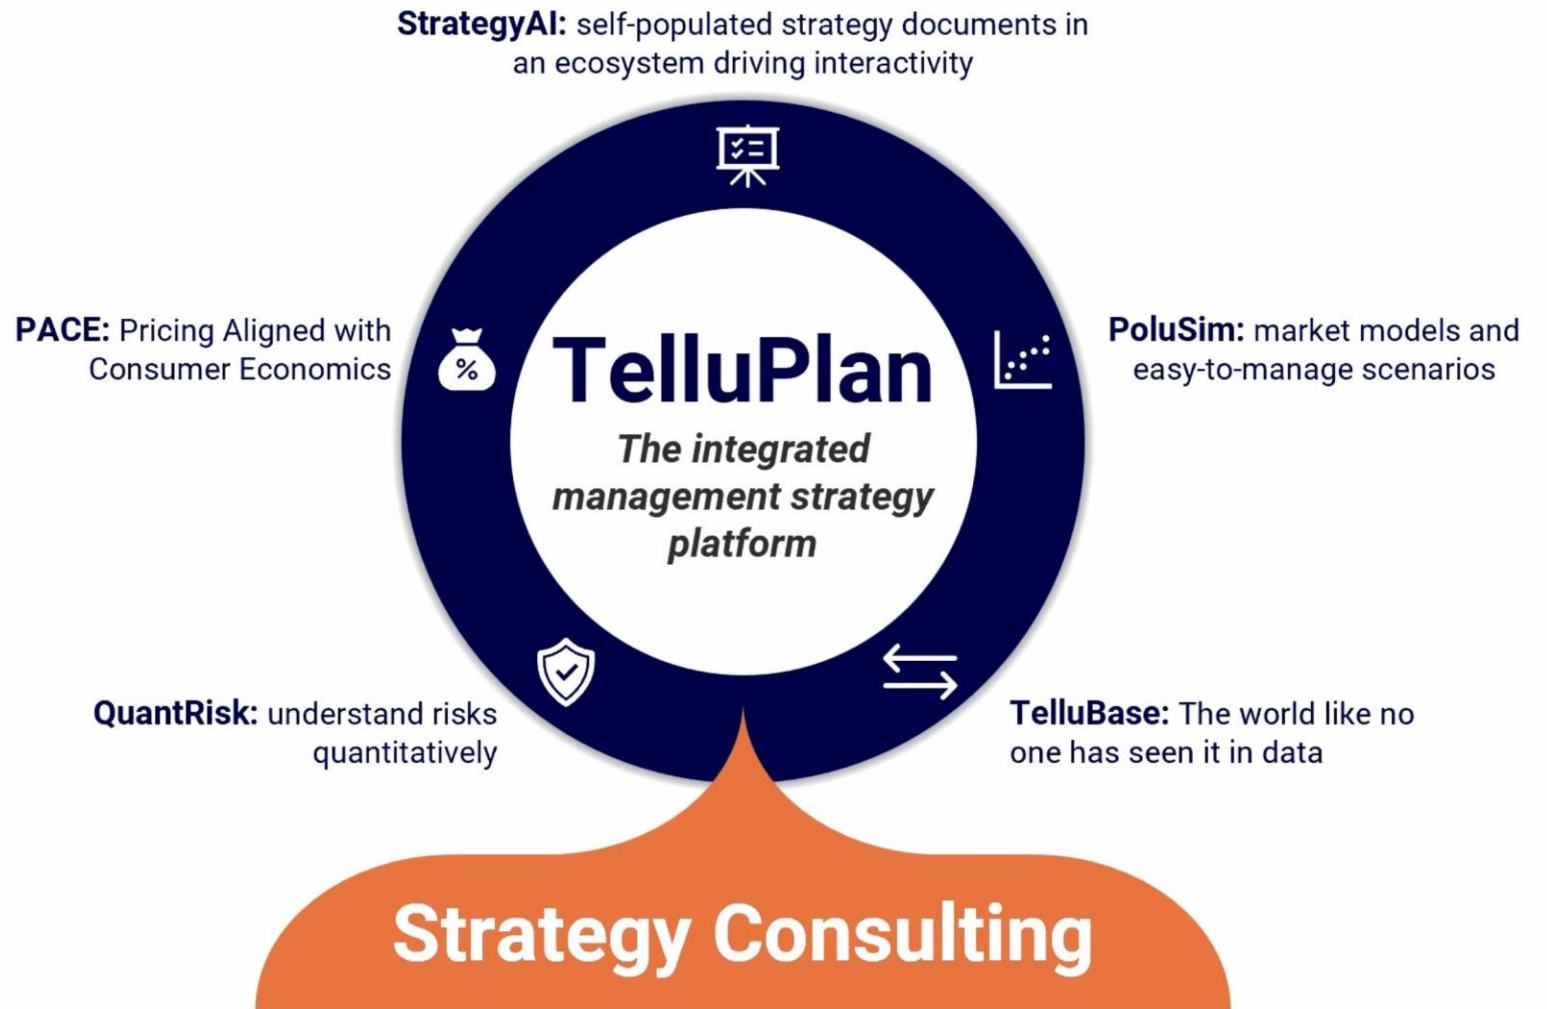 StrategyAI: self-populated strategy documents in
an ecosystem driving interactivity
PACE: Pricing Aligned with
Consumer Economics
%
TelluPlan
The integrated
management strategy
platform
PoluSim: market models and
easy-to-manage scenarios
QuantRisk: understand risks
quantitatively
TelluBase: The world like no
one has seen it in data
Strategy Consulting